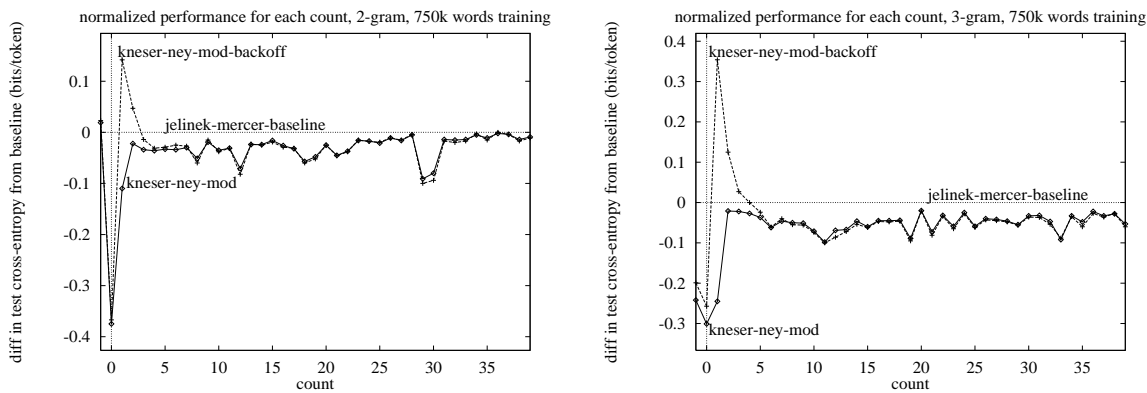 normalized performance for each count, 2-gram, 750k words training
diff in test cross-entropy from baseline (bits/token)
0.1
0
-0.1
-0.2
-0.3
-0.4
kneser-ney-mod-backoff
jelinek-mercer-baseline
kneser-ney-mod
0 5 10 15 20 25 30 35
count
normalized performance for each count, 3-gram, 750k words training
diff in test cross-entropy from baseline (bits/token)
0.4
0.3
0.2
0.1
0
-0.1
-0.2
-0.3
kneser-ney-mod-backoff
jelinek-mercer-baseline
kneser-ney-mod
0 5 10 15 20 25 30 35
count